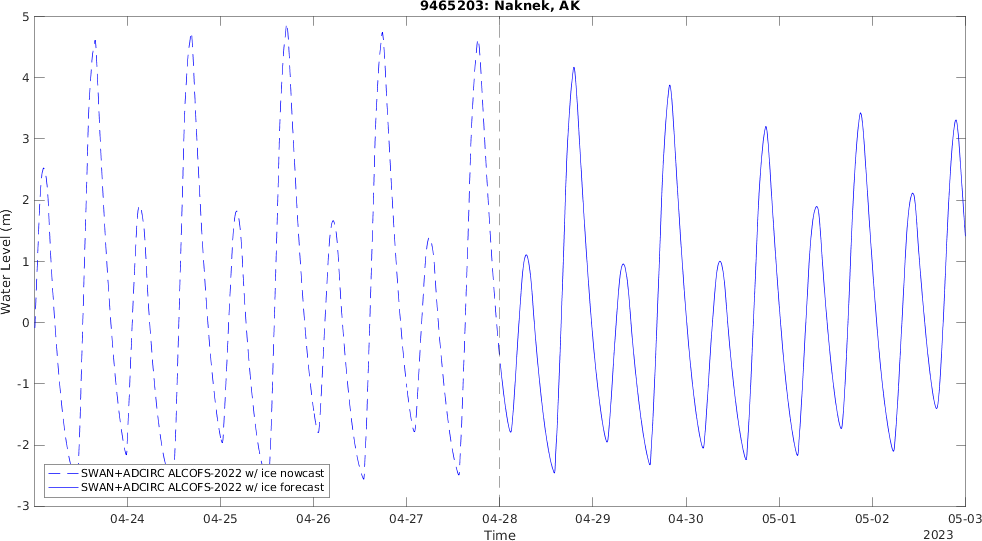 9465203: Naknek, AK
Water Level (m)
5
4
3
2
1
0
-1
-2
-3
SWAN+ADCIRC ALCOFS-2022 w/ ice nowcast
SWAN+ADCIRC ALCOFS-2022 w/ ice forecast
04-24 04-25 04-26 04-27 04-28 04-29 04-30 05-01 05-02 05-03
Time
2023